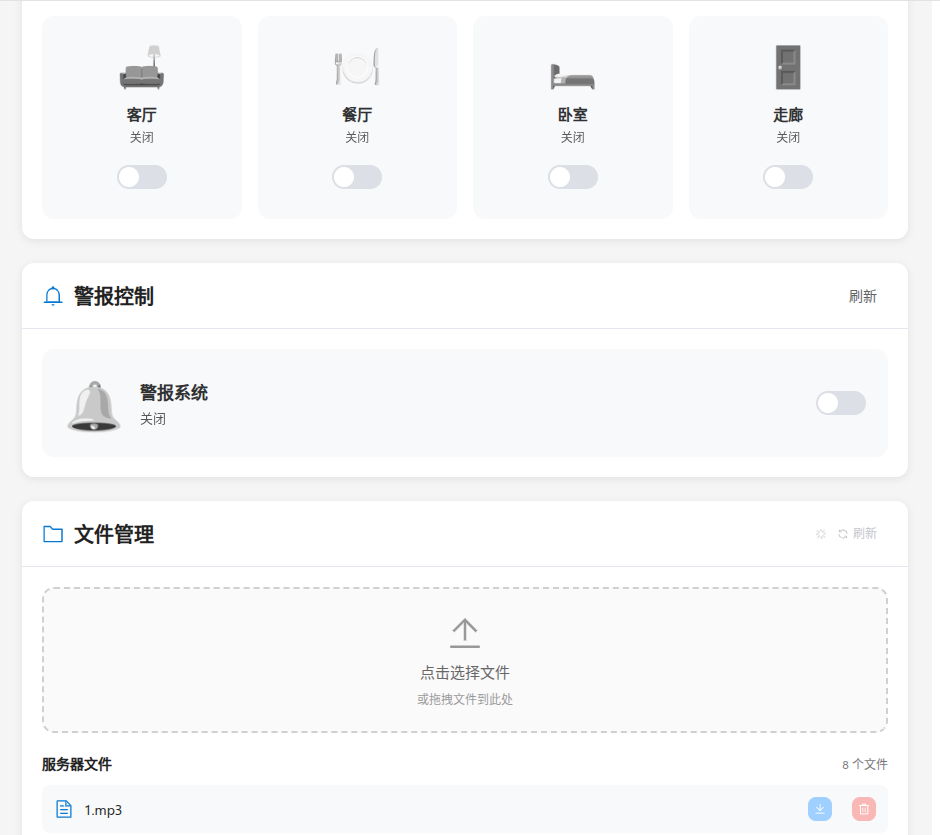 客厅 餐厅 卧室 走廊
关闭 关闭 关闭 关闭
警报控制 刷新
警报系统
关闭
文件管理 刷新
点击选择文件
或拖拽文件到此处
服务器文件 8 个文件
1.mp3